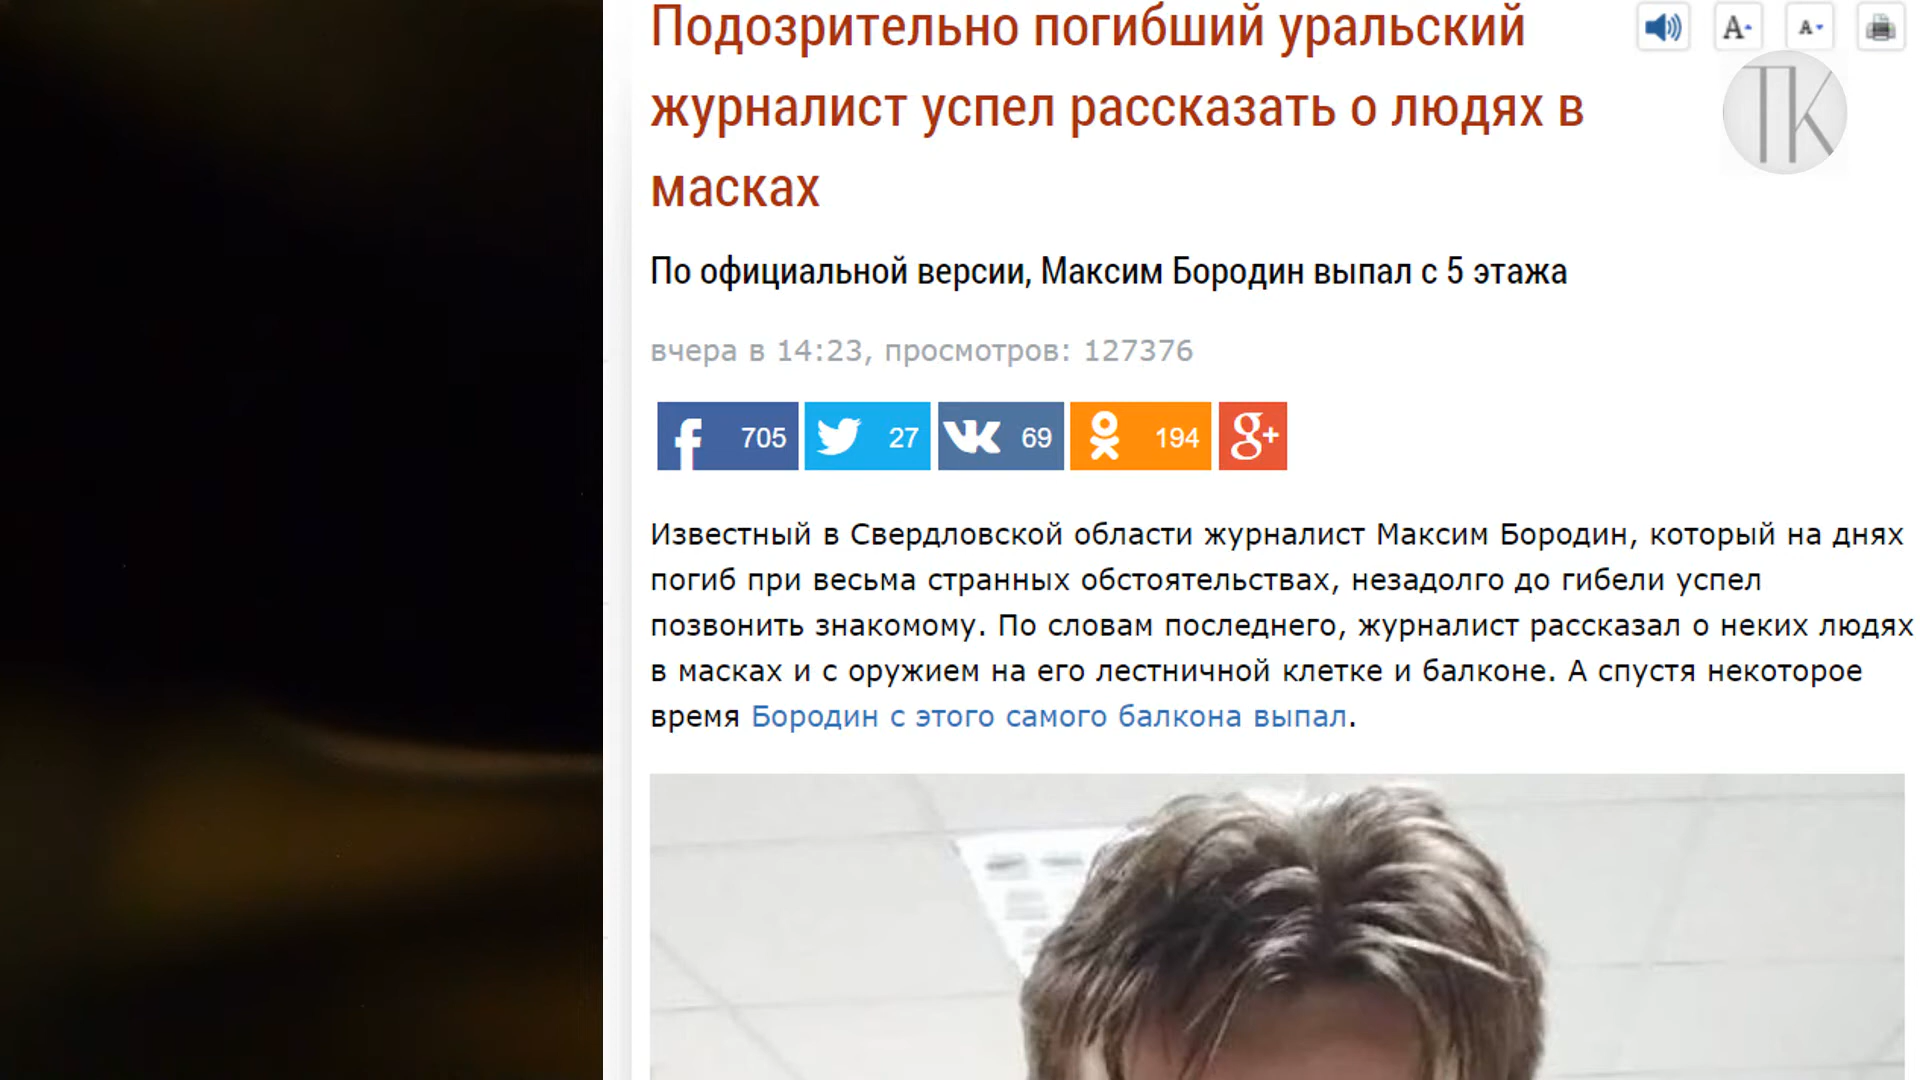 Подозрительно погибший уральский
журналист успел рассказать о людях в
масках
A
A
ПК
По официальной версии, Максим Бородин выпал с 5 этажа
вчера в 14:23, просмотров: 127376
705
27
69
194
g+
Известный в Свердловской области журналист Максим Бородин, который на днях
погиб при весьма странных обстоятельствах, незадолго до гибели успел
позвонить знакомому. По словам последнего, журналист рассказал о неких людях
в масках и с оружием на его лестничной клетке и балконе. А спустя некоторое
время Бородин с этого самого балкона выпал.